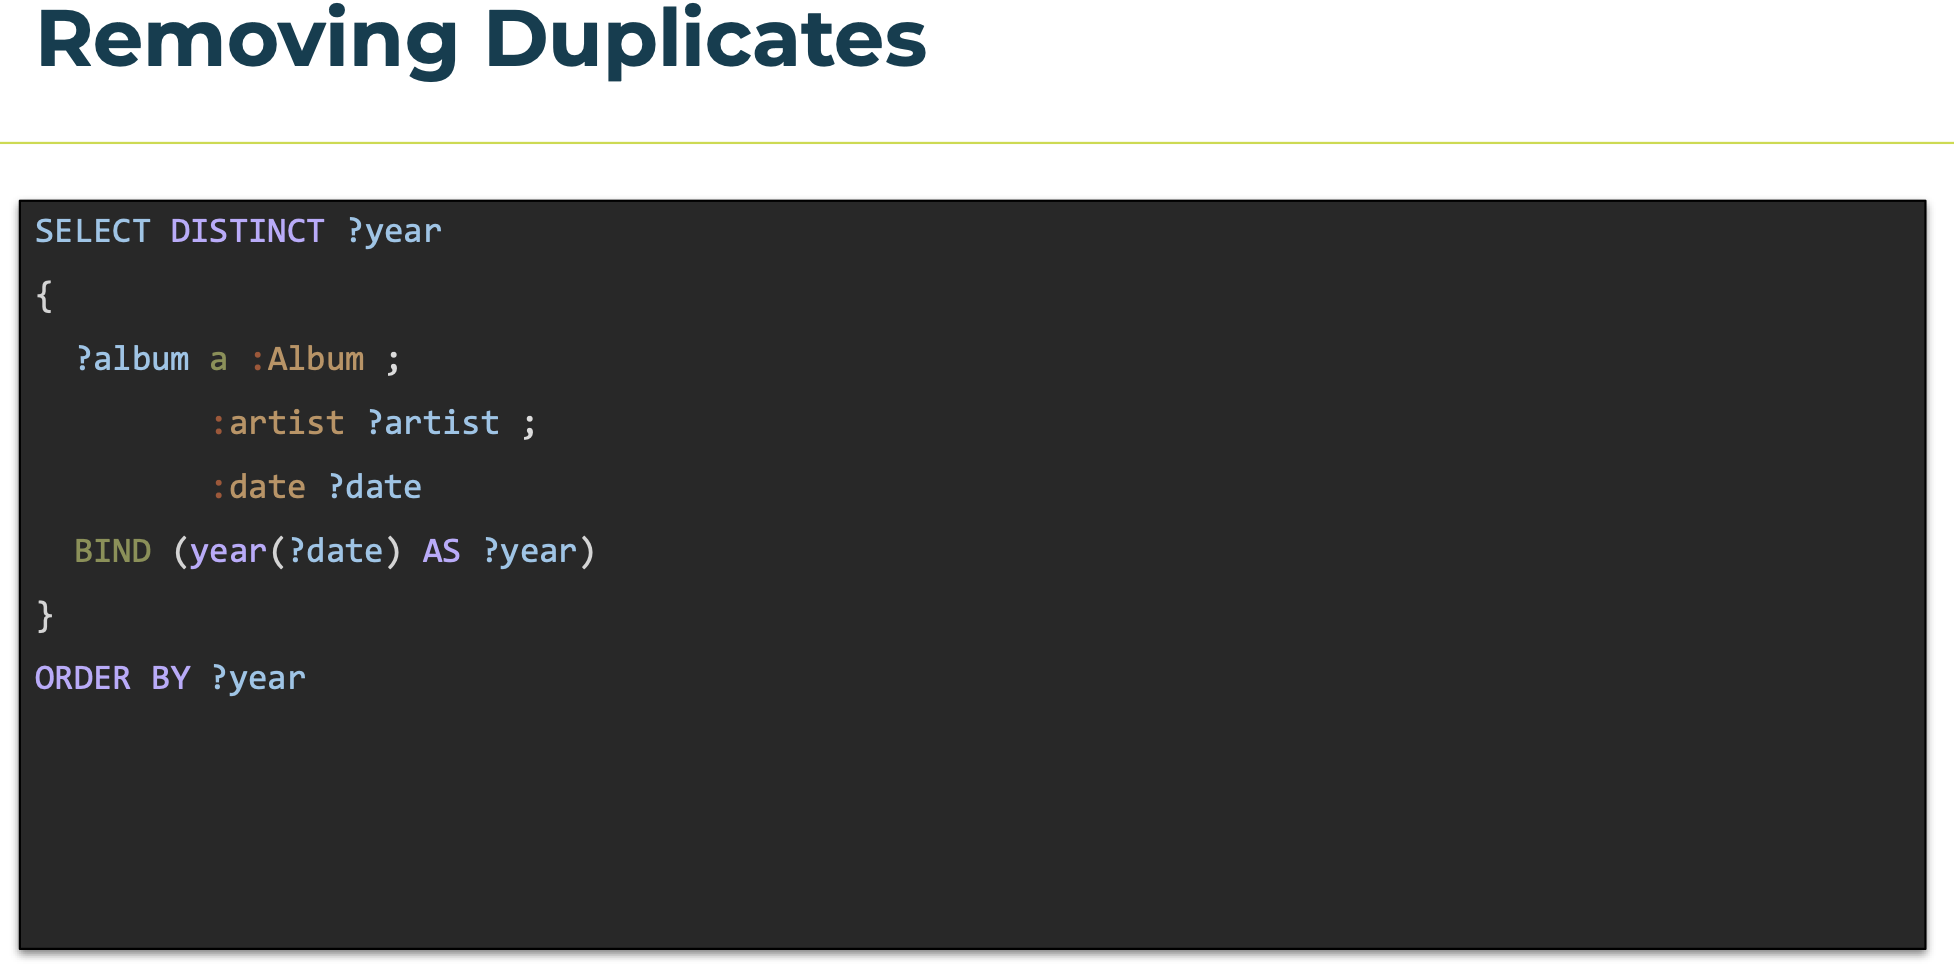 Removing Duplicates
SELECT DISTINCT ?year
{
?album a :Album ;
:artist ?artist ;
:date ?date
BIND (year(?date) AS ?year)
}
ORDER BY ?year